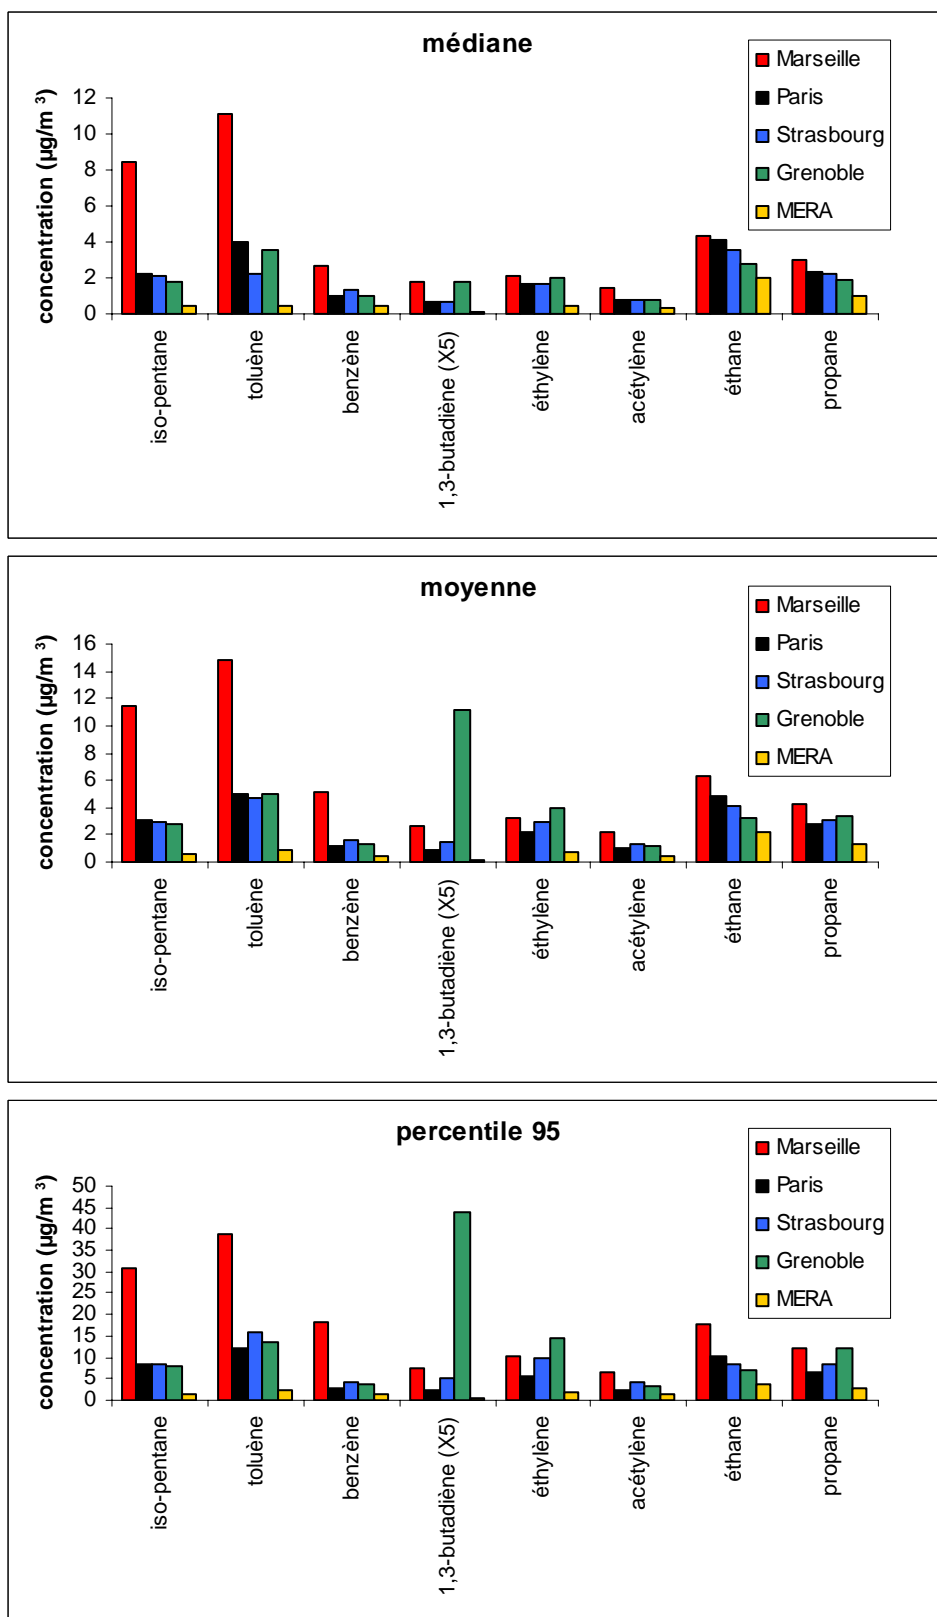 médiane
Marseille
Paris
Strasbourg
Grenoble
MERA
concentration (µg/m ³)
12
10
8
6
4
2
0
iso-pentane
toluène
benzène
1,3-butadiène (X5)
éthylène
acétylène
éthane
propane
moyenne
Marseille
Paris
Strasbourg
Grenoble
MERA
concentration (µg/m ³)
16
14
12
10
8
6
4
2
0
iso-pentane
toluène
benzène
1,3-butadiène (X5)
éthylène
acétylène
éthane
propane
percentile 95
Marseille
Paris
Strasbourg
Grenoble
MERA
concentration (µg/m ³)
50
45
40
35
30
25
20
15
10
5
0
iso-pentane
toluène
benzène
1,3-butadiène (X5)
éthylène
acétylène
éthane
propane